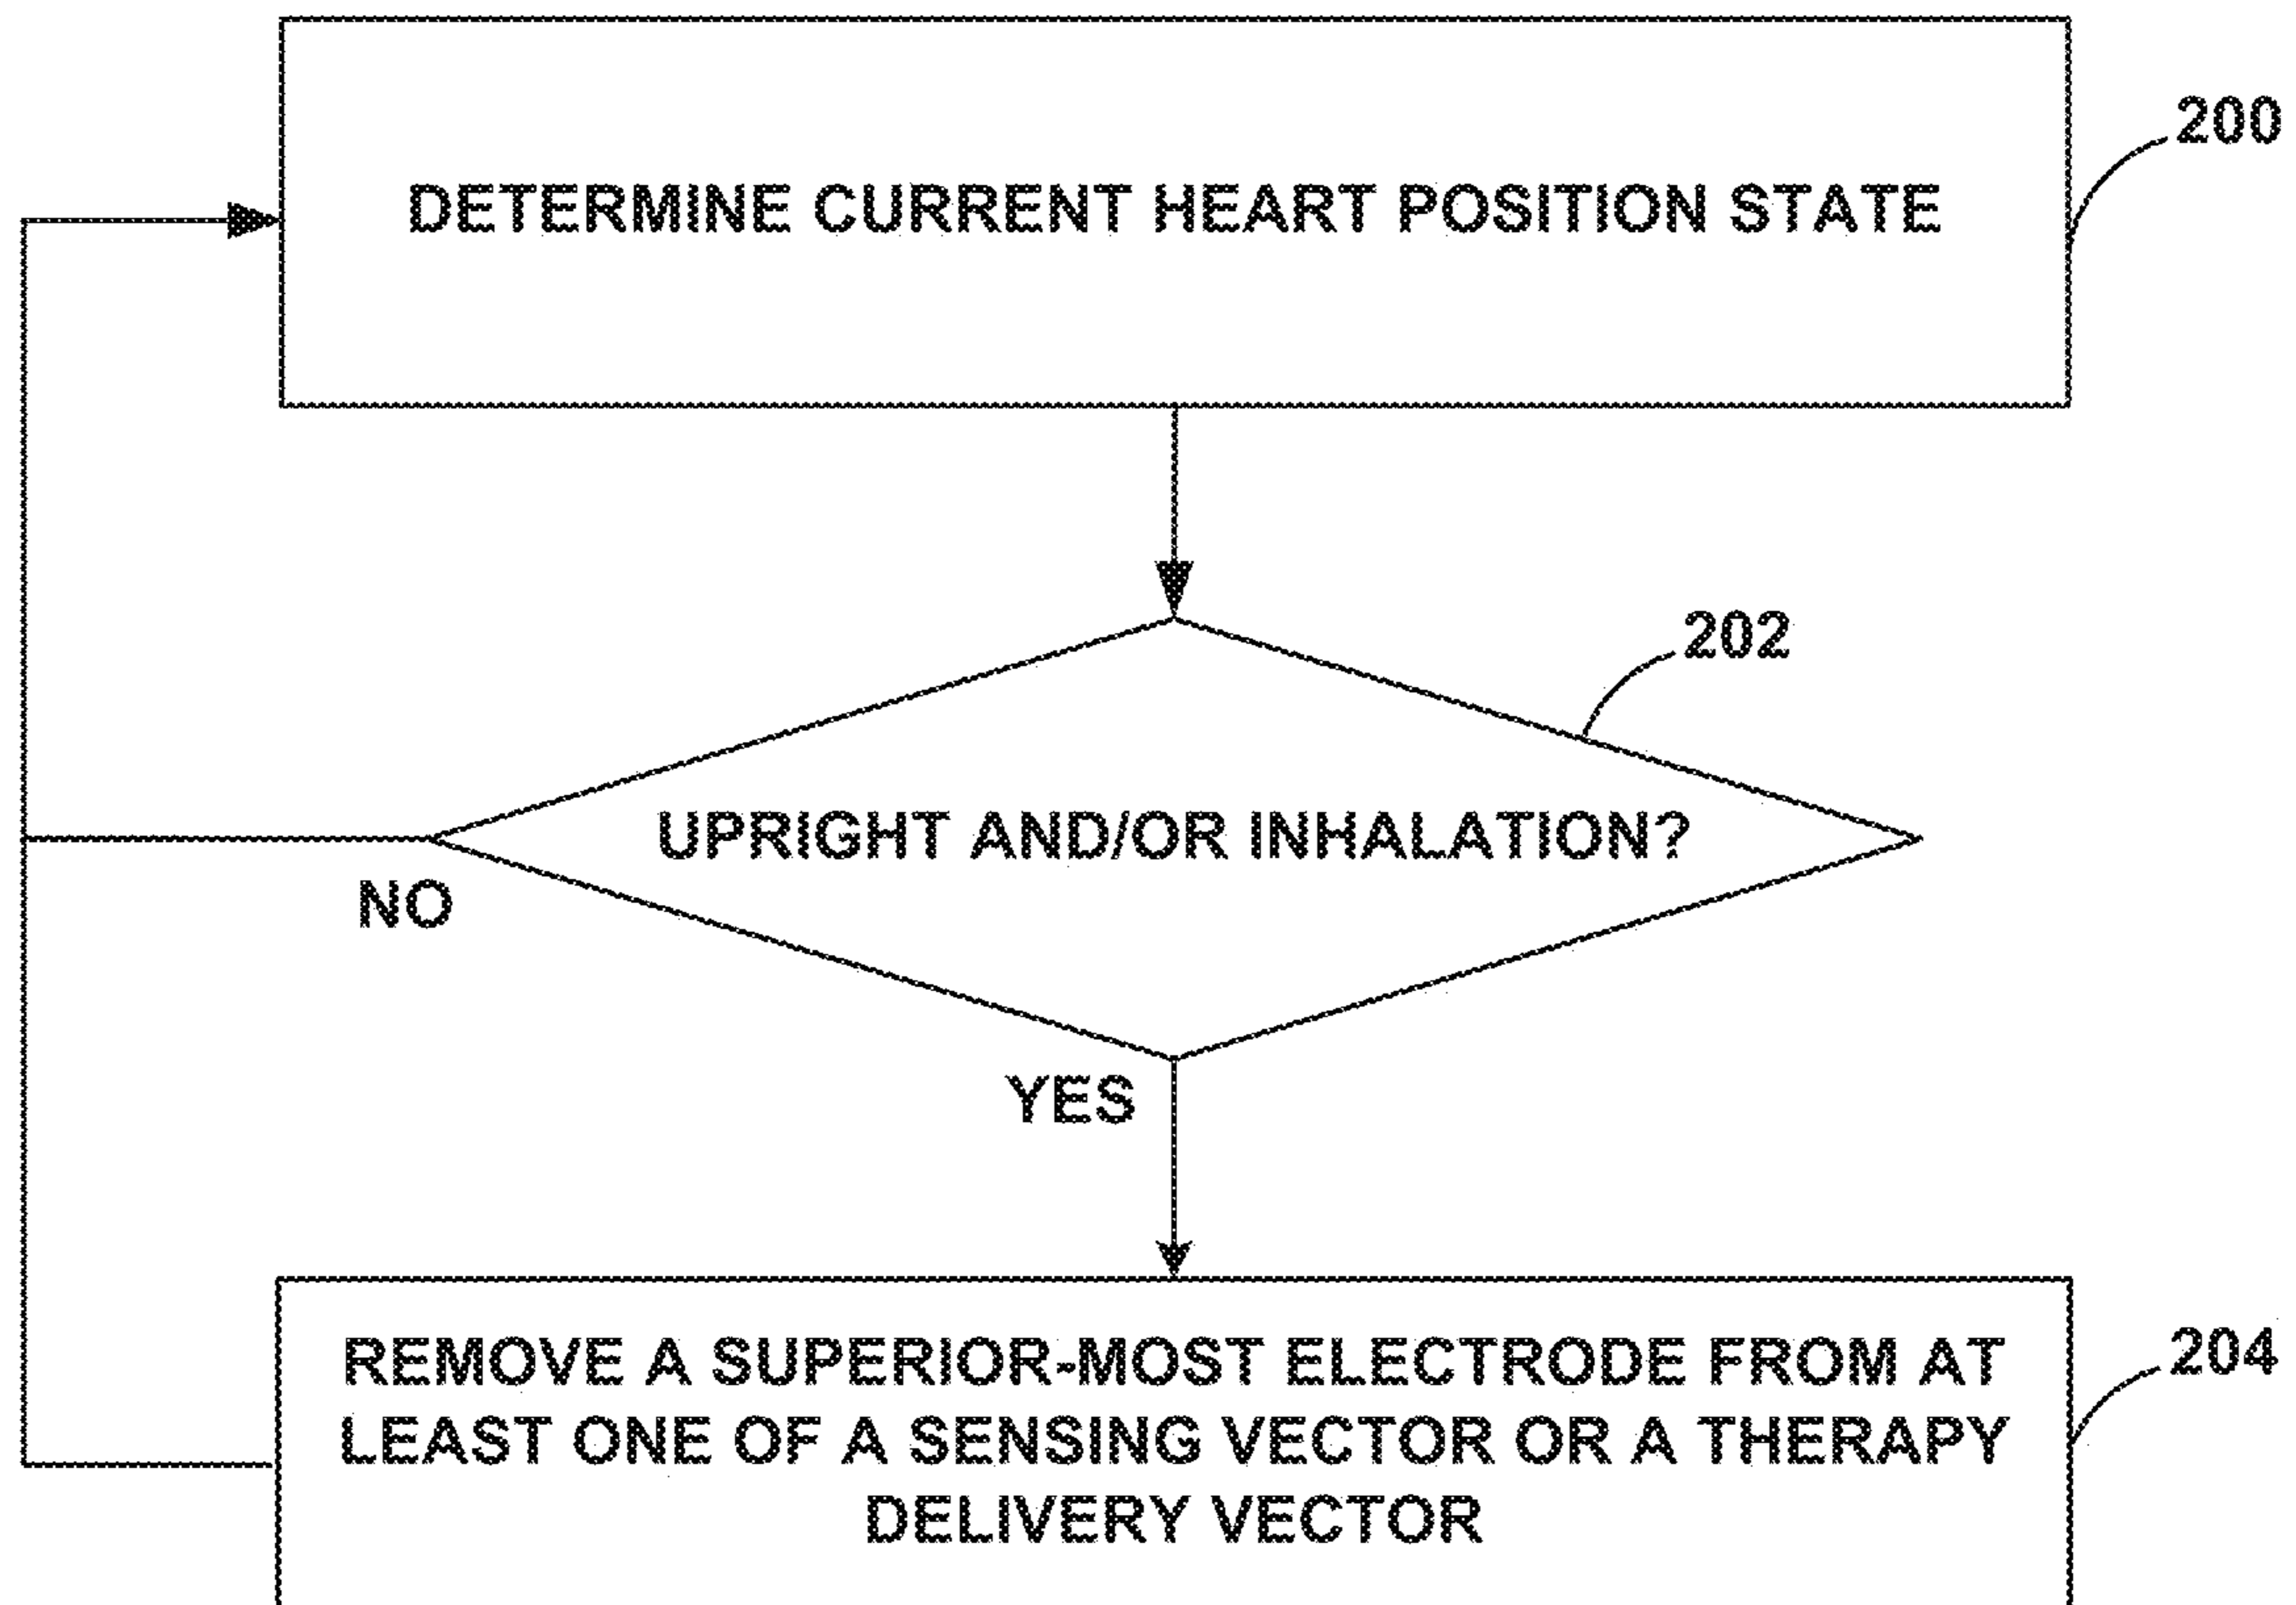 DETERMINE CURRENT HEART POSITION STATE
200
202
UPRIGHT AND/OR INHALATION?
NO
YES
REMOVE A SUPERIOR-MOST ELECTRODE FROM AT
LEAST ONE OF A SENSING VECTOR OR A THERAPY
DELIVERY VECTOR
204